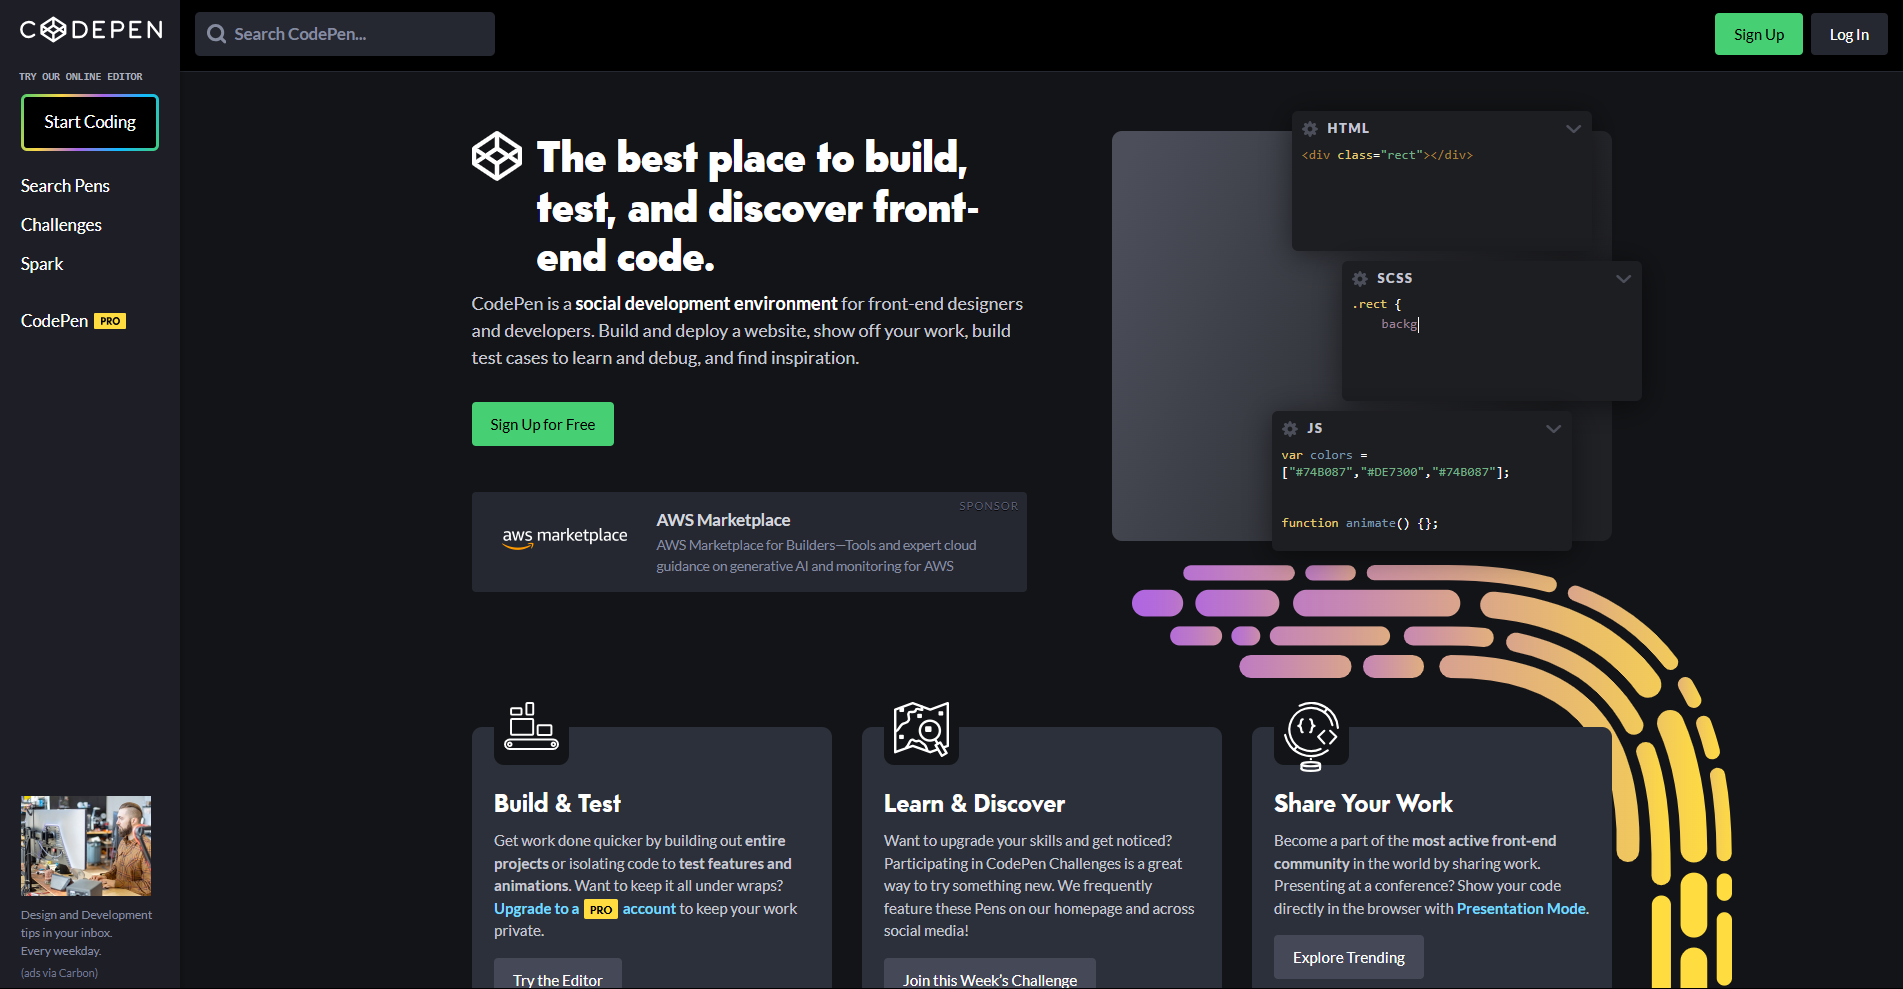 CODEPEN
Search CodePen...
Sign Up
Log In
TRY OUR ONLINE EDITOR
Start Coding
Search Pens
Challenges
Spark
CodePen PRO
The best place to build,
test, and discover front-
end code.
CodePen is a social development environment for front-end designers
and developers. Build and deploy a website, show off your work, build
test cases to learn and debug, and find inspiration.
Sign Up for Free
SPONSOR
aws marketplace
AWS Marketplace
AWS Marketplace for Builders—Tools and expert cloud
guidance on generative AI and monitoring for AWS
HTML
<div class="rect"></div>
SCSS
.rect {
backg
JS
var colors =
["#74B087","#DE7300","#74B087"];
function animate() {};
Build & Test
Get work done quicker by building out entire
projects or isolating code to test features and
animations. Want to keep it all under wraps?
Upgrade to a PRO account to keep your work
private.
Try the Editor
Learn & Discover
Want to upgrade your skills and get noticed?
Participating in CodePen Challenges is a great
way to try something new. We frequently
feature these Pens on our homepage and across
social media!
Join this Week’s Challenge
Share Your Work
Become a part of the most active front-end
community in the world by sharing work.
Presenting at a conference? Show your code
directly in the browser with Presentation Mode.
Explore Trending
Design and Development
tips in your inbox.
Every weekday.
(ads via Carbon)